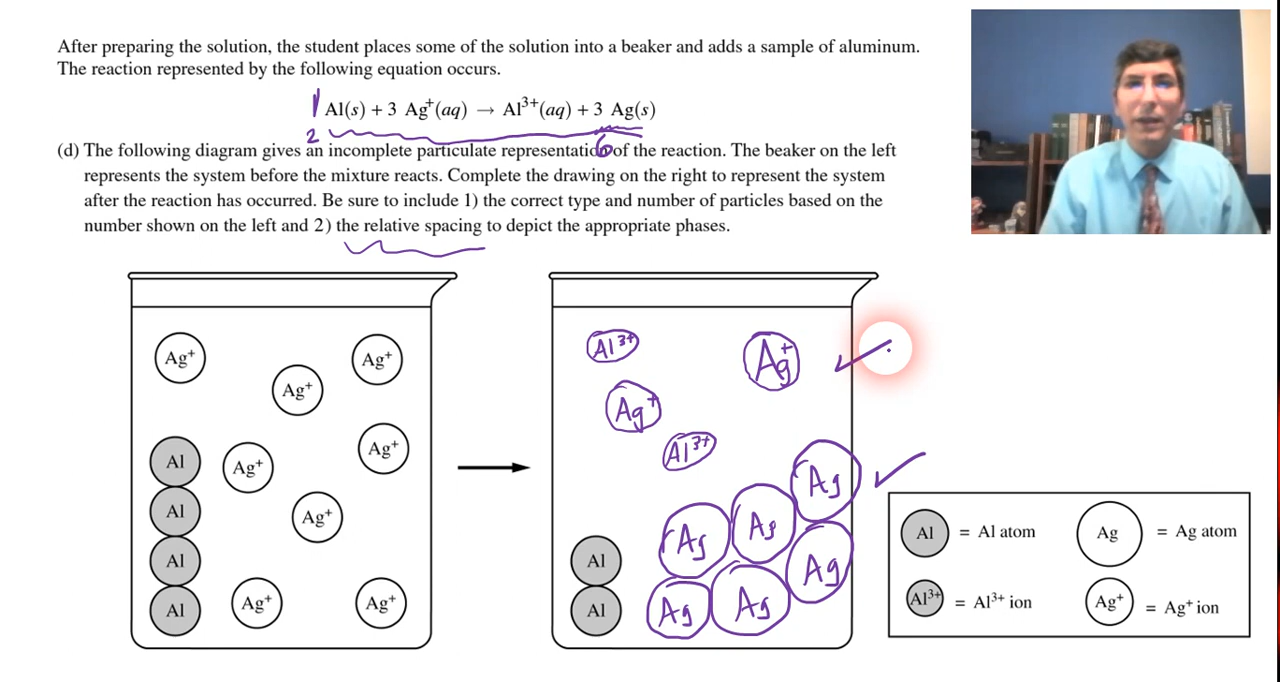 After preparing the solution, the student places some of the solution into a beaker and adds a sample of aluminum.
The reaction represented by the following equation occurs.
1 Al(s) + 3 Ag⁺(aq) → Al³⁺(aq) + 3 Ag(s)
2 6
(d) The following diagram gives an incomplete particulate representation of the reaction. The beaker on the left
represents the system before the mixture reacts. Complete the drawing on the right to represent the system
after the reaction has occurred. Be sure to include 1) the correct type and number of particles based on the
number shown on the left and 2) the relative spacing to depict the appropriate phases.
Ag⁺
Ag⁺
Ag⁺
Ag⁺
Al
Ag⁺
Al
Ag⁺
Al
Al
Ag⁺
Ag⁺
Al³⁺
Ag⁺
Ag⁺
Al³⁺
Ag
Ag
Ag
Ag
Al
Al
Ag
Ag
Al = Al atom
Ag = Ag atom
Al³⁺ = Al³⁺ ion
Ag⁺ = Ag⁺ ion